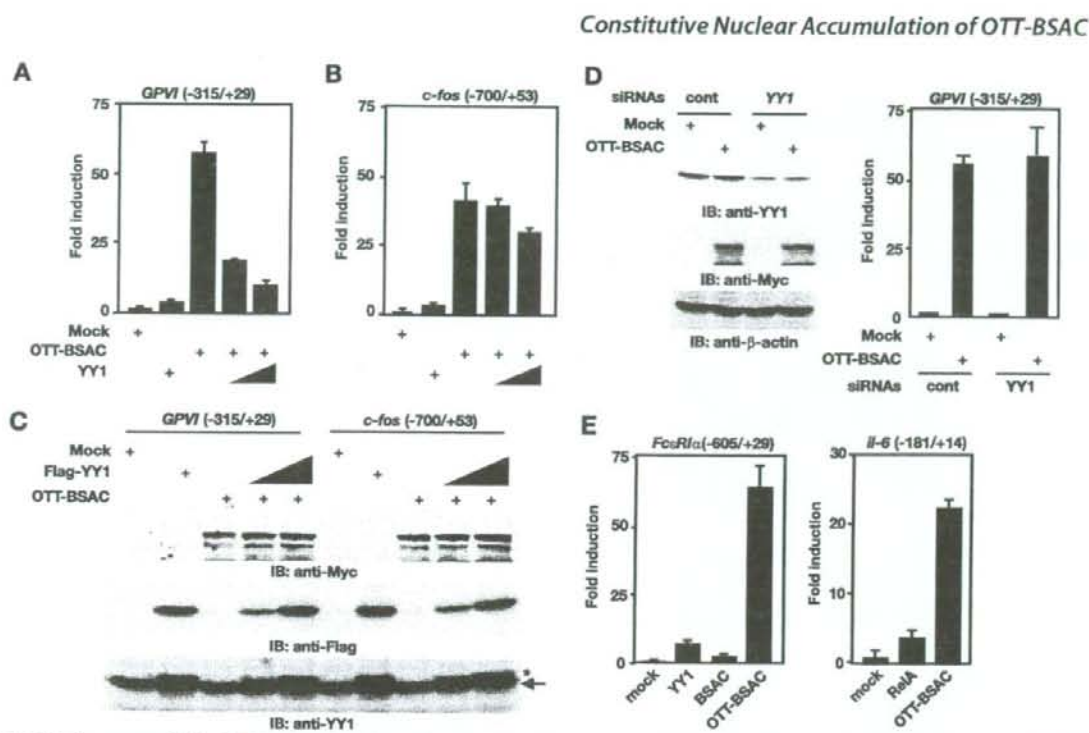 Constitutive Nuclear Accumulation of OTT-BSAC
A
GPVI (-315/+29)
75
50
25
0
Fold induction
Mock +
OTT-BSAC + + +
YY1 +
B
c-fos (-700/+53)
75
50
25
0
Fold induction
+
+ + +
+
C
GPVI (-315/+29) c-fos (-700/+53)
Mock + +
Flag-YY1 + +
OTT-BSAC + + + + + +
IB: anti-Myc
IB: anti-Flag
*
IB: anti-YY1
D
siRNAs cont YY1
Mock + +
OTT-BSAC + +
IB: anti-YY1
IB: anti-Myc
IB: anti-β-actin
GPVI (-315/+29)
75
50
25
0
Fold induction
Mock + +
OTT-BSAC + +
siRNAs cont YY1
E
FcεRIα(-605/+29)
75
50
25
0
Fold induction
mock YY1 BSAC OTT-BSAC
il-6 (-181/+14)
30
20
10
0
Fold induction
mock RelA OTT-BSAC